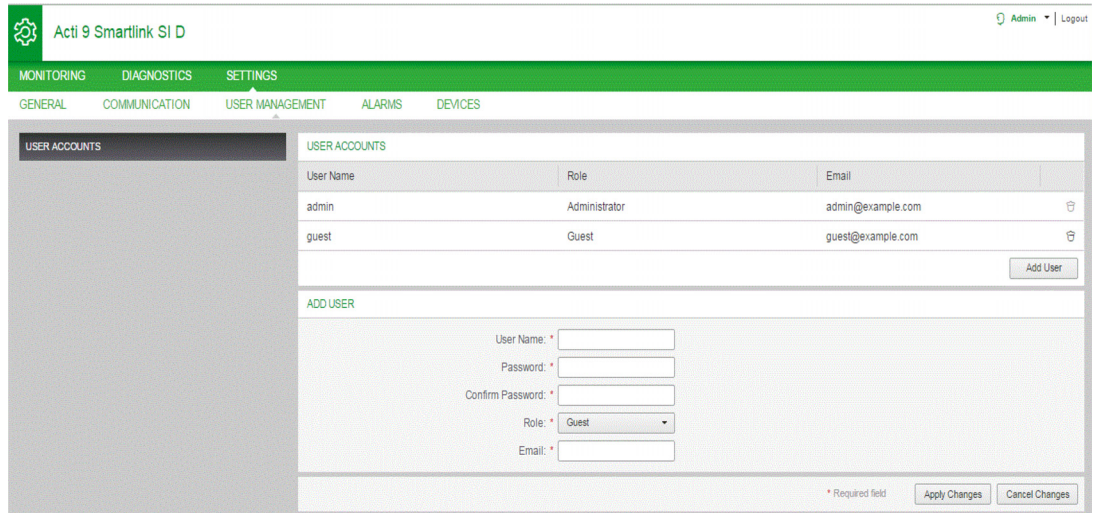 Acti 9 Smartlink SI D
Admin | Logout
MONITORING DIAGNOSTICS SETTINGS
GENERAL COMMUNICATION USER MANAGEMENT ALARMS DEVICES
USER ACCOUNTS
USER ACCOUNTS
User Name Role Email
admin Administrator admin@example.com
guest Guest guest@example.com
Add User
ADD USER
User Name: *
Password: *
Confirm Password: *
Role: * Guest
Email: *
* Required field Apply Changes Cancel Changes